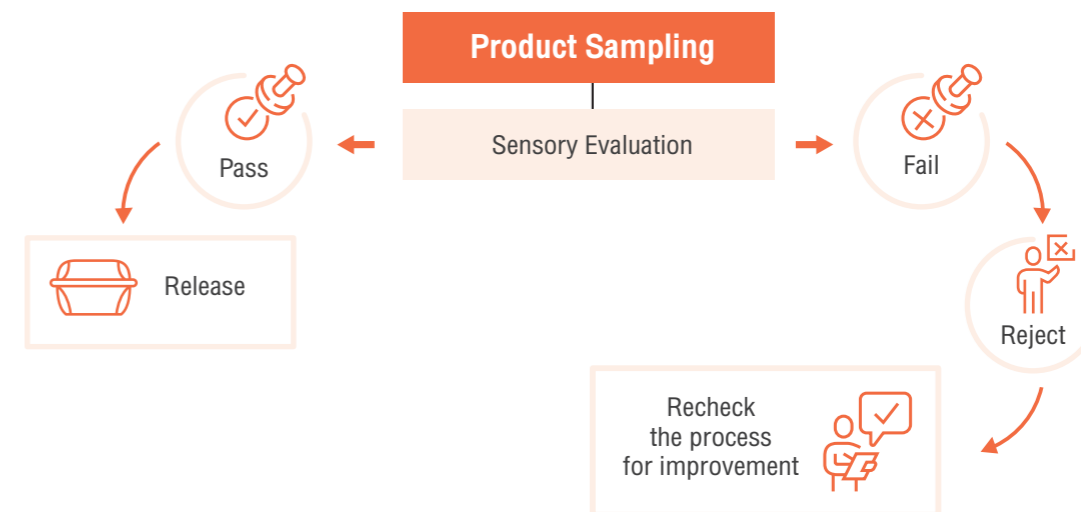 Product Sampling
Sensory Evaluation
Pass
Fail
Release
Reject
Recheck
the process
for improvement